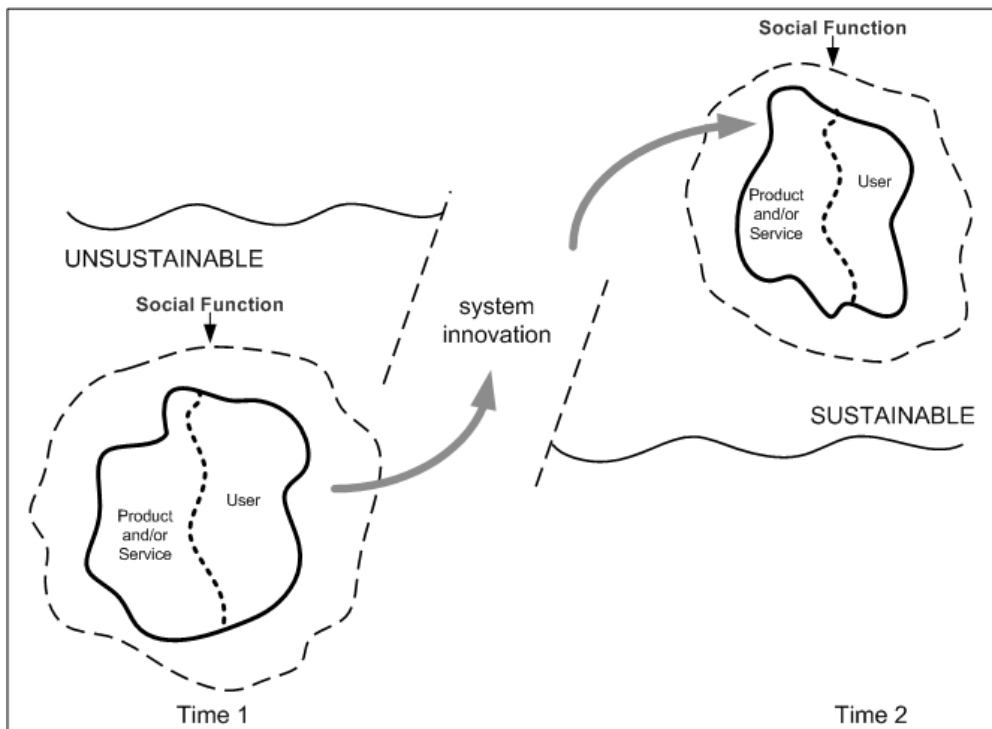 Social Function
Product
and/or
Service
User
UNSUSTAINABLE
Social Function
system
innovation
SUSTAINABLE
Product
and/or
Service
User
Time 1
Time 2